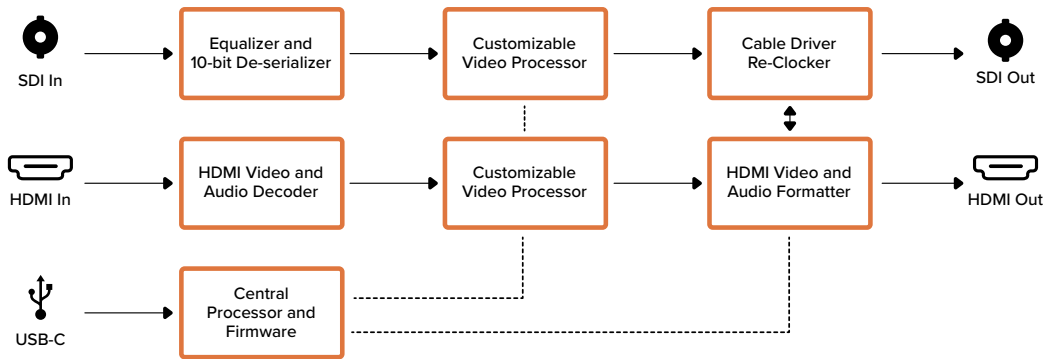 SDI In
Equalizer and
10-bit De-serializer
Customizable
Video Processor
Cable Driver
Re-Clocker
SDI Out
HDMI In
HDMI Video and
Audio Decoder
Customizable
Video Processor
HDMI Video and
Audio Formatter
HDMI Out
USB-C
Central
Processor and
Firmware